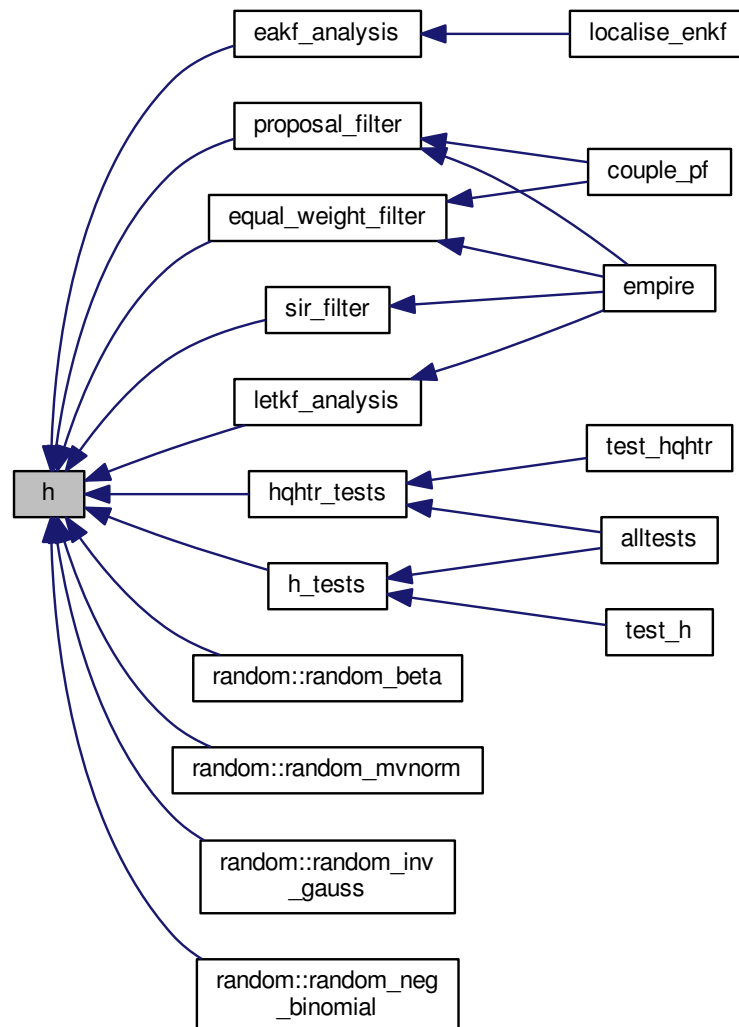 eakf_analysis
localise_enkf
proposal_filter
couple_pf
equal_weight_filter
empire
sir_filter
letkf_analysis
test_hqhtr
h
hqhtr_tests
alltests
h_tests
test_h
random::random_beta
random::random_mvnorm
random::random_inv
_gauss
random::random_neg
_binomial